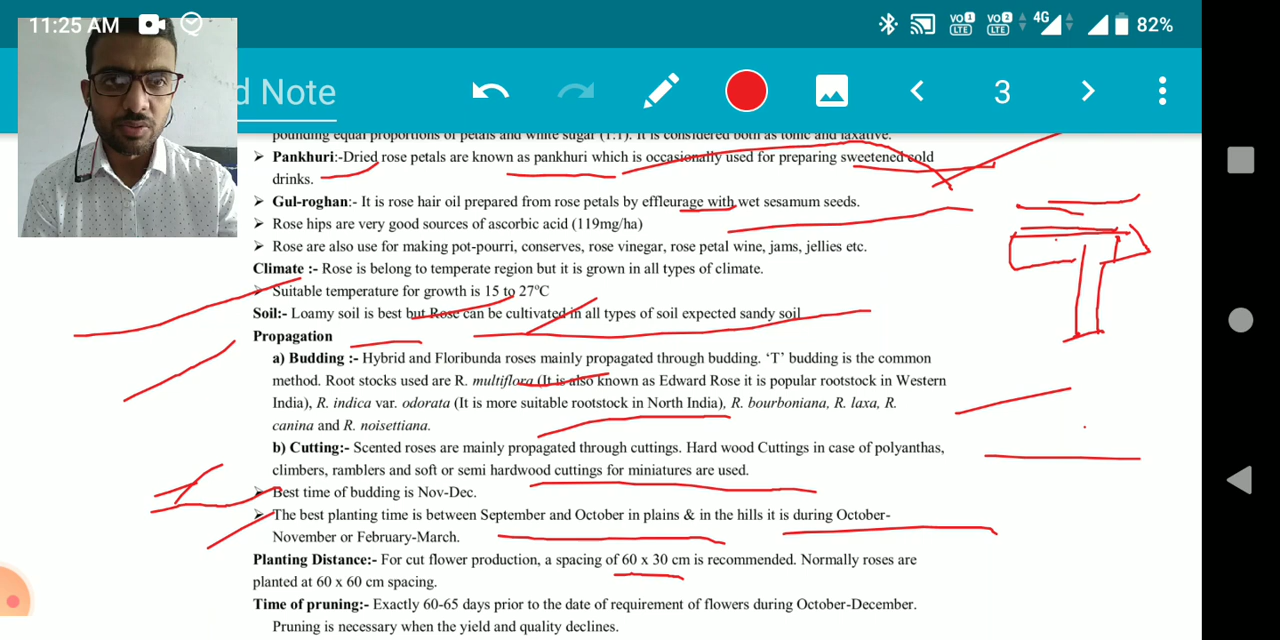 11:25 AM
VO 1 LTE
VO 2 LTE
4G
82%
d Note
3
pounding equal proportions of petals and white sugar (1:1). It is considered both as tonic and laxative.
➢ Pankhuri:-Dried rose petals are known as pankhuri which is occasionally used for preparing sweetened cold
drinks.
➢ Gul-roghan:- It is rose hair oil prepared from rose petals by effleurage with wet sesamum seeds.
➢ Rose hips are very good sources of ascorbic acid (119mg/ha)
➢ Rose are also use for making pot-pourri, conserves, rose vinegar, rose petal wine, jams, jellies etc.
Climate :- Rose is belong to temperate region but it is grown in all types of climate.
➢ Suitable temperature for growth is 15 to 27°C
Soil:- Loamy soil is best but Rose can be cultivated in all types of soil expected sandy soil
Propagation
a) Budding :- Hybrid and Floribunda roses mainly propagated through budding. ‘T’ budding is the common
method. Root stocks used are R. multiflora (It is also known as Edward Rose it is popular rootstock in Western
India), R. indica var. odorata (It is more suitable rootstock in North India), R. bourboniana, R. laxa, R.
canina and R. noisettiana.
b) Cutting:- Scented roses are mainly propagated through cuttings. Hard wood Cuttings in case of polyanthas,
climbers, ramblers and soft or semi hardwood cuttings for miniatures are used.
➢ Best time of budding is Nov-Dec.
➢ The best planting time is between September and October in plains & in the hills it is during October-
November or February-March.
Planting Distance:- For cut flower production, a spacing of 60 x 30 cm is recommended. Normally roses are
planted at 60 x 60 cm spacing.
Time of pruning:- Exactly 60-65 days prior to the date of requirement of flowers during October-December.
Pruning is necessary when the yield and quality declines.